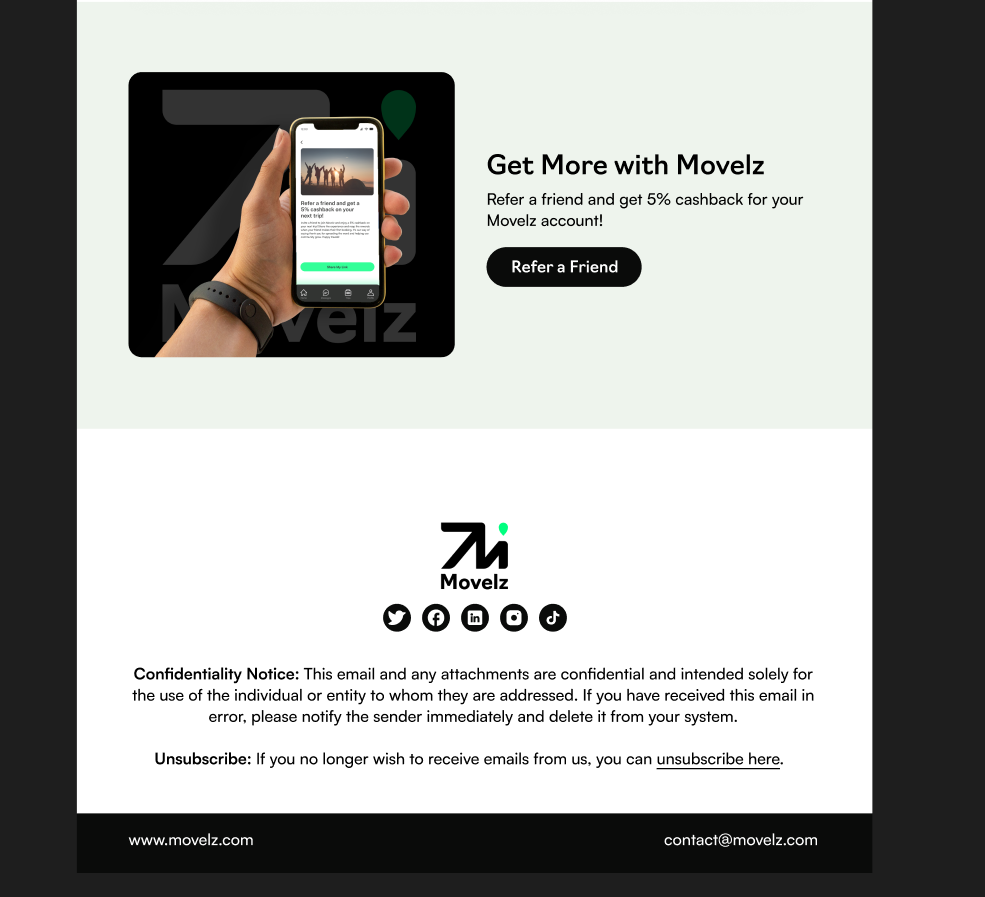 Movelz
Refer a friend and get a
5% cashback on your
next trip!
Get More with Movelz
Refer a friend and get 5% cashback for your
Movelz account!
Refer a Friend
Movelz
Confidentiality Notice: This email and any attachments are confidential and intended solely for
the use of the individual or entity to whom they are addressed. If you have received this email in
error, please notify the sender immediately and delete it from your system.
Unsubscribe: If you no longer wish to receive emails from us, you can unsubscribe here.
www.movelz.com
contact@movelz.com